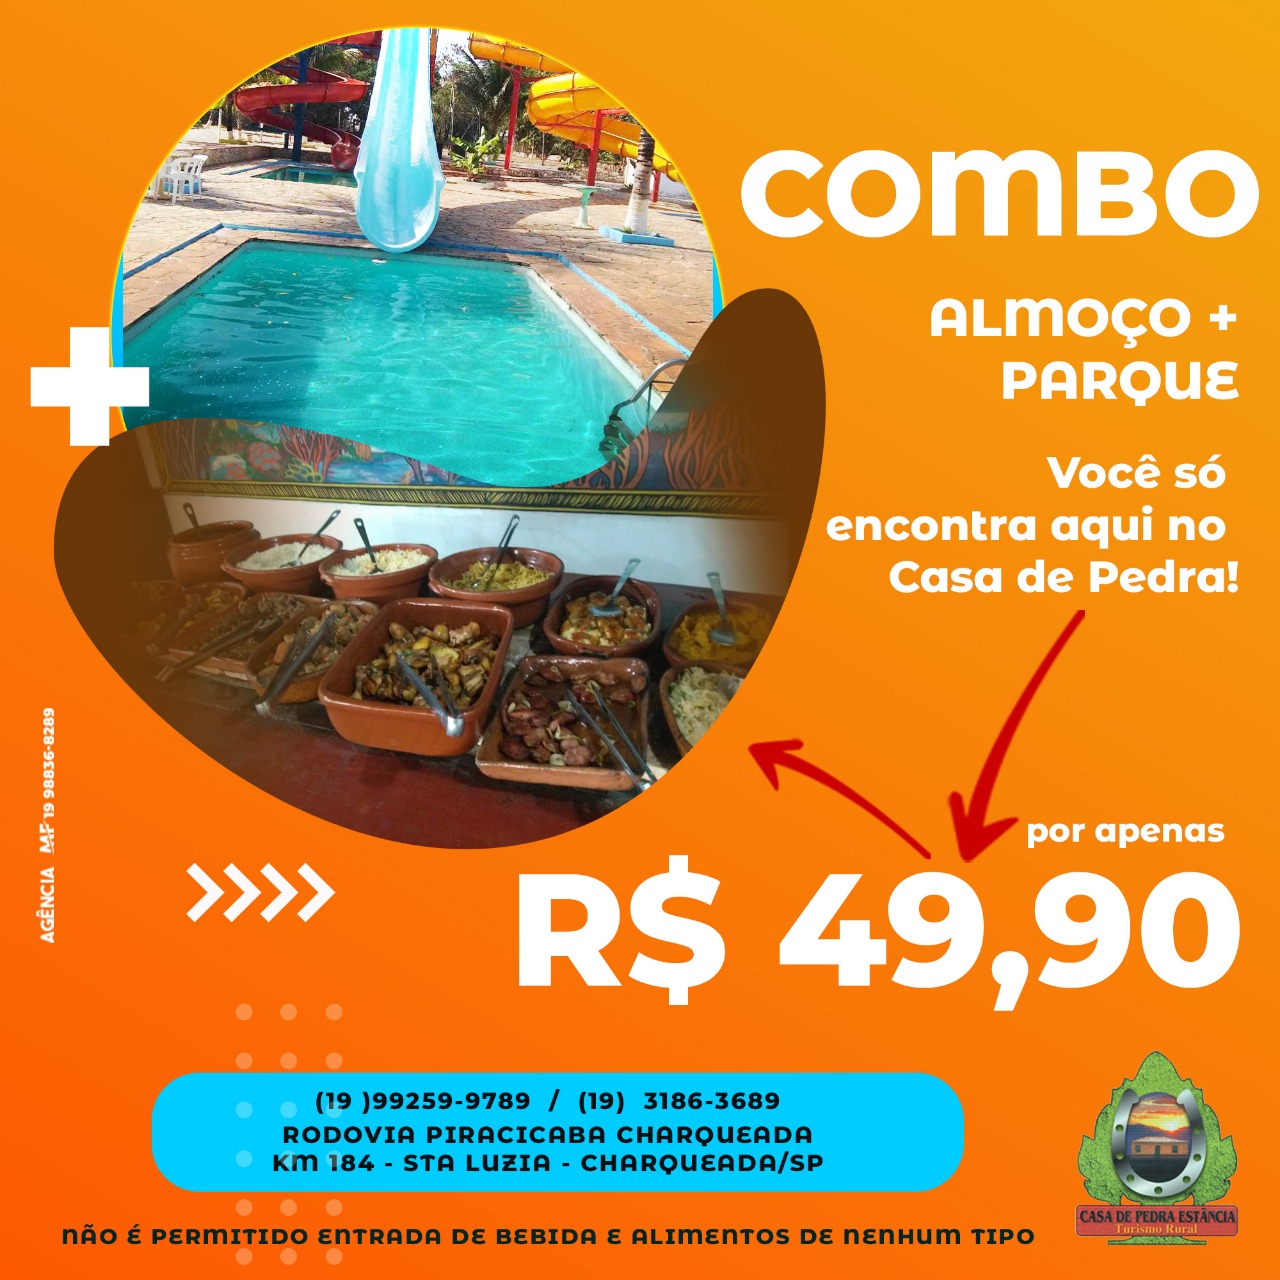 COMBO
ALMOÇO +
PARQUE
Você só
encontra aqui no
Casa de Pedra!
por apenas
R$ 49,90
AGÊNCIA MF 19 98836-8289
(19 )99259-9789 / (19) 3186-3689
RODOVIA PIRACICABA CHARQUEADA
KM 184 - STA LUZIA - CHARQUEADA/SP
NÃO É PERMITIDO ENTRADA DE BEBIDA E ALIMENTOS DE NENHUM TIPO
CASA DE PEDRA ESTÂNCIA
Turismo Rural